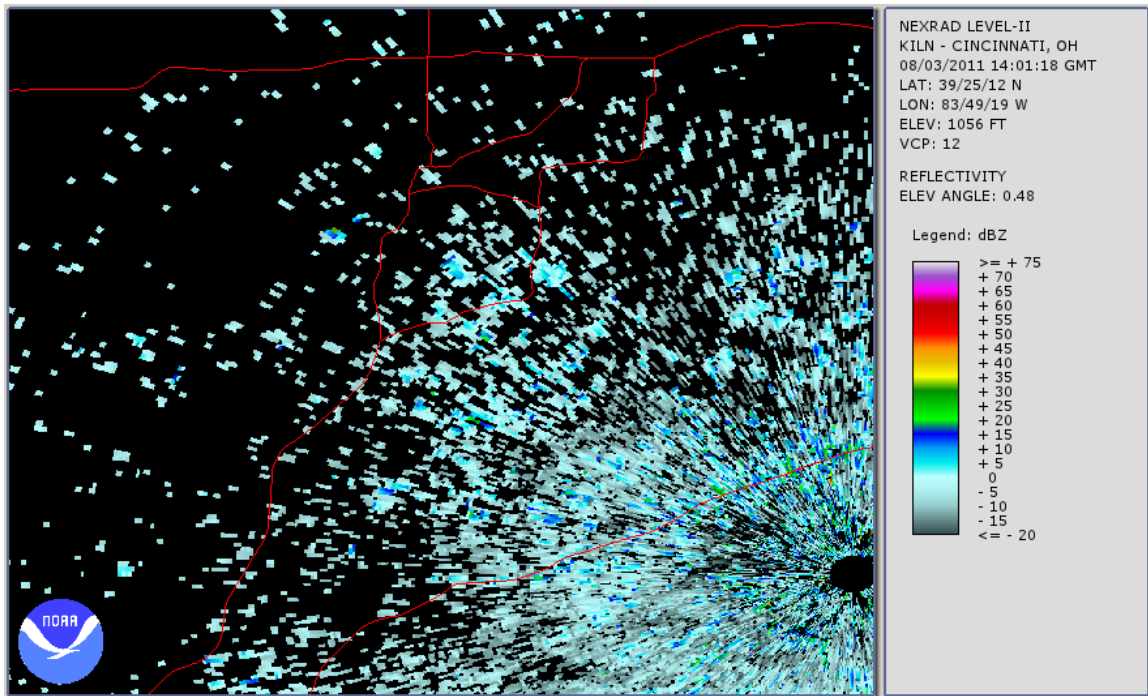 NEXRAD LEVEL-II
KILN - CINCINNATI, OH
08/03/2011 14:01:18 GMT
LAT: 39/25/12 N
LON: 83/49/19 W
ELEV: 1056 FT
VCP: 12
REFLECTIVITY
ELEV ANGLE: 0.48
Legend: dBZ
>= + 75
+ 70
+ 65
+ 60
+ 55
+ 50
+ 45
+ 40
+ 35
+ 30
+ 25
+ 20
+ 15
+ 10
+ 5
0
- 5
- 10
- 15
<= - 20
NOAA